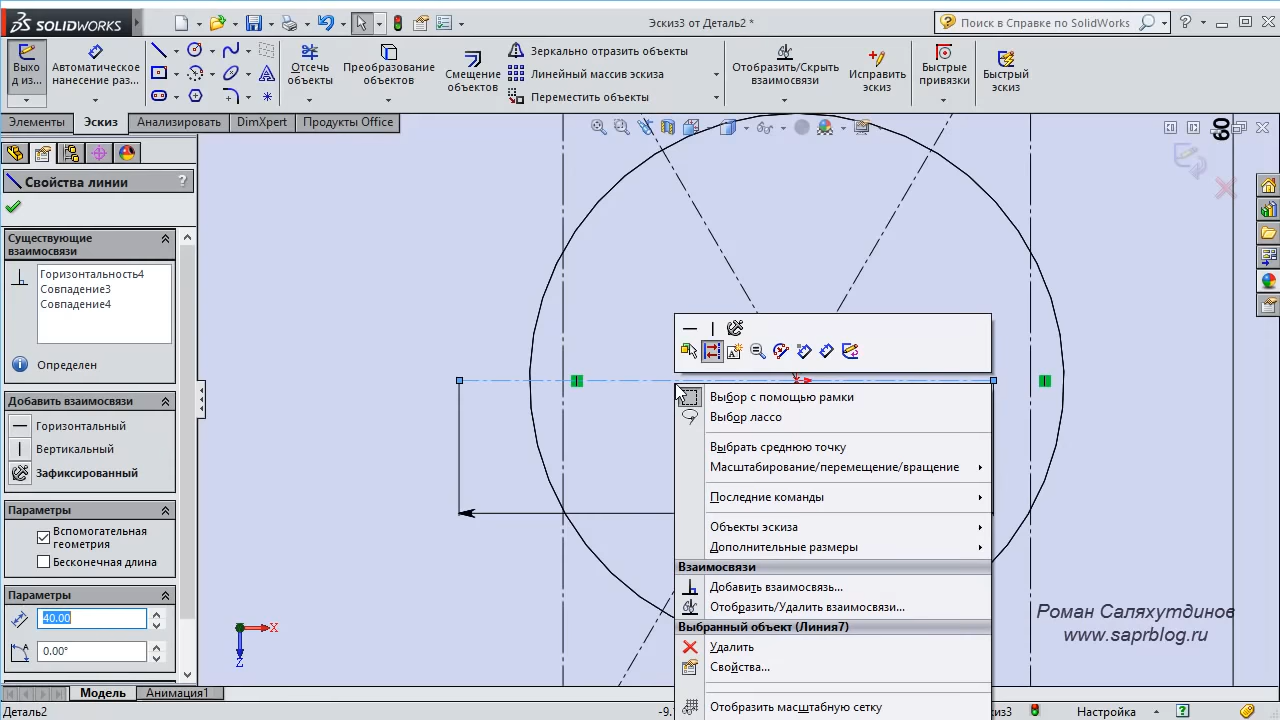 SOLIDWORKS
Эскиз3 из Деталь2 *
Поиск в Справке по SolidWorks
Выхо
д из...
Автоматическое
нанесение раз...
Отсечь
объекты
Преобразование
объектов
Смещение
объектов
Зеркально отразить объекты
Линейный массив эскиза
Переместить объекты
Отобразить/Скрыть
взаимосвязи
Исправить
эскиз
Быстрые
привязки
Быстрый
эскиз
Элементы
Эскиз
Анализировать
DimXpert
Продукты Office
60
Свойства линии
?
Существующие
взаимосвязи
Горизонтальность4
Совпадение3
Совпадение4
Определен
Добавить взаимосвязи
Горизонтальный
Вертикальный
Зафиксированный
Параметры
Вспомогательная
геометрия
Бесконечная длина
Параметры
40.00
0.00°
X
Z
Выбор с помощью рамки
Выбор лассо
Выбрать среднюю точку
Масштабирование/перемещение/вращение
Последние команды
Объекты эскиза
Дополнительные размеры
Взаимосвязи
Добавить взаимосвязь...
Отобразить/Удалить взаимосвязи...
Выбранный объект (Линия7)
Удалить
Свойства...
Отобразить масштабную сетку
Роман Саляхутдинов
www.saprblog.ru
Модель
Анимация1
Деталь2
Настройка